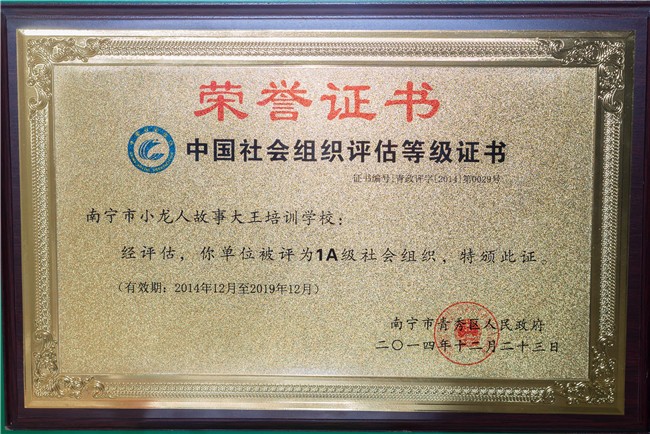 荣誉证书
中国社会组织评估等级证书
证书编号:青政评字[2014]第0029号
南宁市小龙人故事大王培训学校:
经评估,你单位被评为1A级社会组织,特颁此证
(有效期:2014年12月至2019年12月)
南宁市青秀区人民政府
二〇一四年十二月二十三日